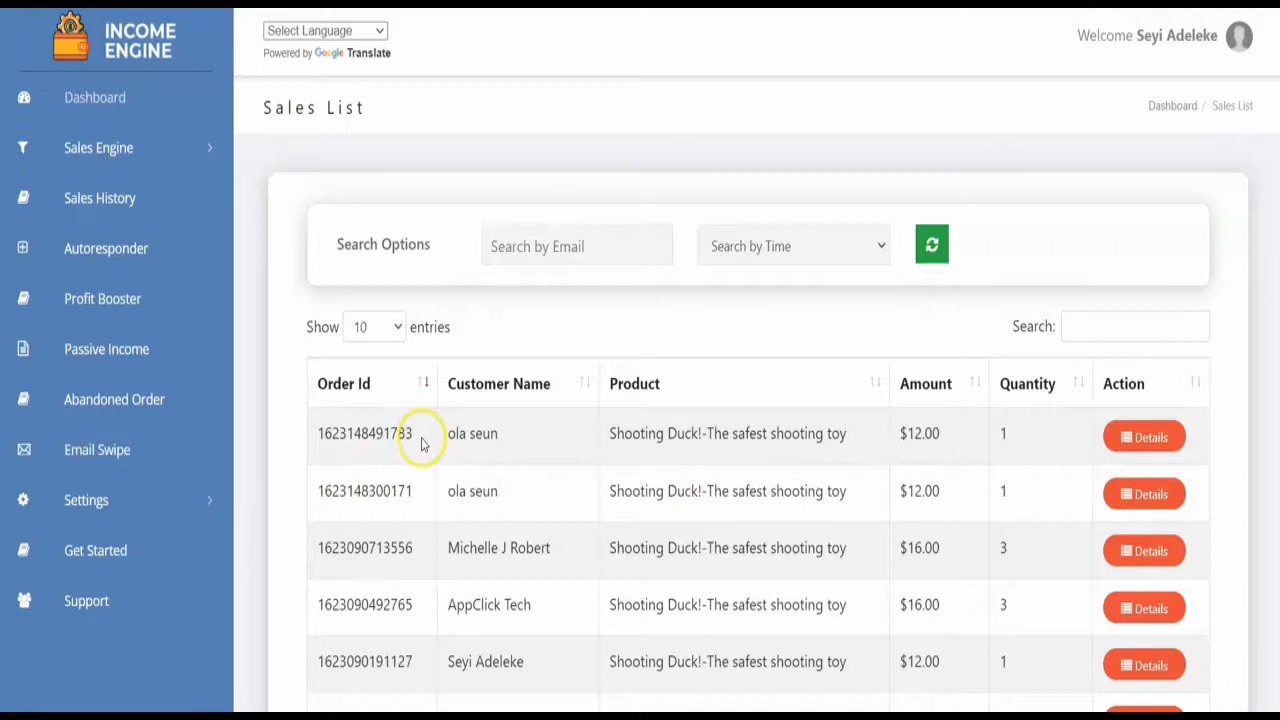 INCOME
ENGINE
Select Language
Powered by Google Translate
Welcome Seyi Adeleke
Dashboard
Sales Engine
Sales History
Autoresponder
Profit Booster
Passive Income
Abandoned Order
Email Swipe
Settings
Get Started
Support
Sales List
Dashboard / Sales List
Search Options
Search by Email
Search by Time
Show 10 entries
Search:
Order Id Customer Name Product Amount Quantity Action
1623148491783 ola seun Shooting Duck!-The safest shooting toy $12.00 1 Details
1623148300171 ola seun Shooting Duck!-The safest shooting toy $12.00 1 Details
1623090713556 Michelle J Robert Shooting Duck!-The safest shooting toy $16.00 3 Details
1623090492765 AppClick Tech Shooting Duck!-The safest shooting toy $16.00 3 Details
1623090191127 Seyi Adeleke Shooting Duck!-The safest shooting toy $12.00 1 Details